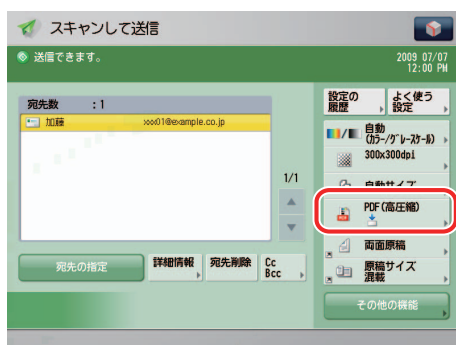 スキャンして送信
送信できます。
2009 07/07
12:00 PM
宛先数 :1
加藤 xxx01@example.co.jp
1/1
宛先の指定
詳細情報
宛先削除
Cc
Bcc
設定の
履歴
よく使う
設定
自動
(カラー/グレースケール)
300x300dpi
自動サイズ
PDF(高圧縮)
両面原稿
原稿サイズ
混載
その他の機能